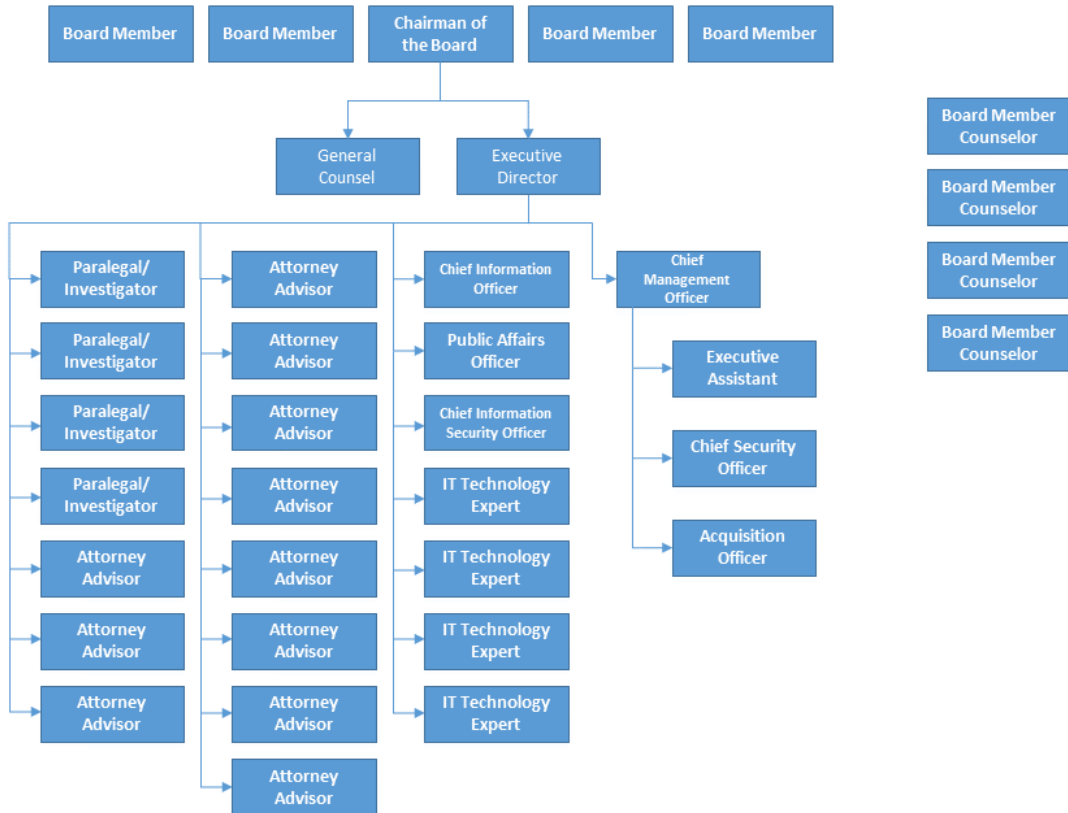 Board Member
Board Member
Chairman of
the Board
Board Member
Board Member
General
Counsel
Executive
Director
Board Member
Counselor
Board Member
Counselor
Board Member
Counselor
Board Member
Counselor
Paralegal/
Investigator
Paralegal/
Investigator
Paralegal/
Investigator
Paralegal/
Investigator
Attorney
Advisor
Attorney
Advisor
Attorney
Advisor
Attorney
Advisor
Attorney
Advisor
Attorney
Advisor
Attorney
Advisor
Attorney
Advisor
Attorney
Advisor
Attorney
Advisor
Attorney
Advisor
Chief Information
Officer
Public Affairs
Officer
Chief Information
Security Officer
IT Technology
Expert
IT Technology
Expert
IT Technology
Expert
IT Technology
Expert
Chief
Management
Officer
Executive
Assistant
Chief Security
Officer
Acquisition
Officer